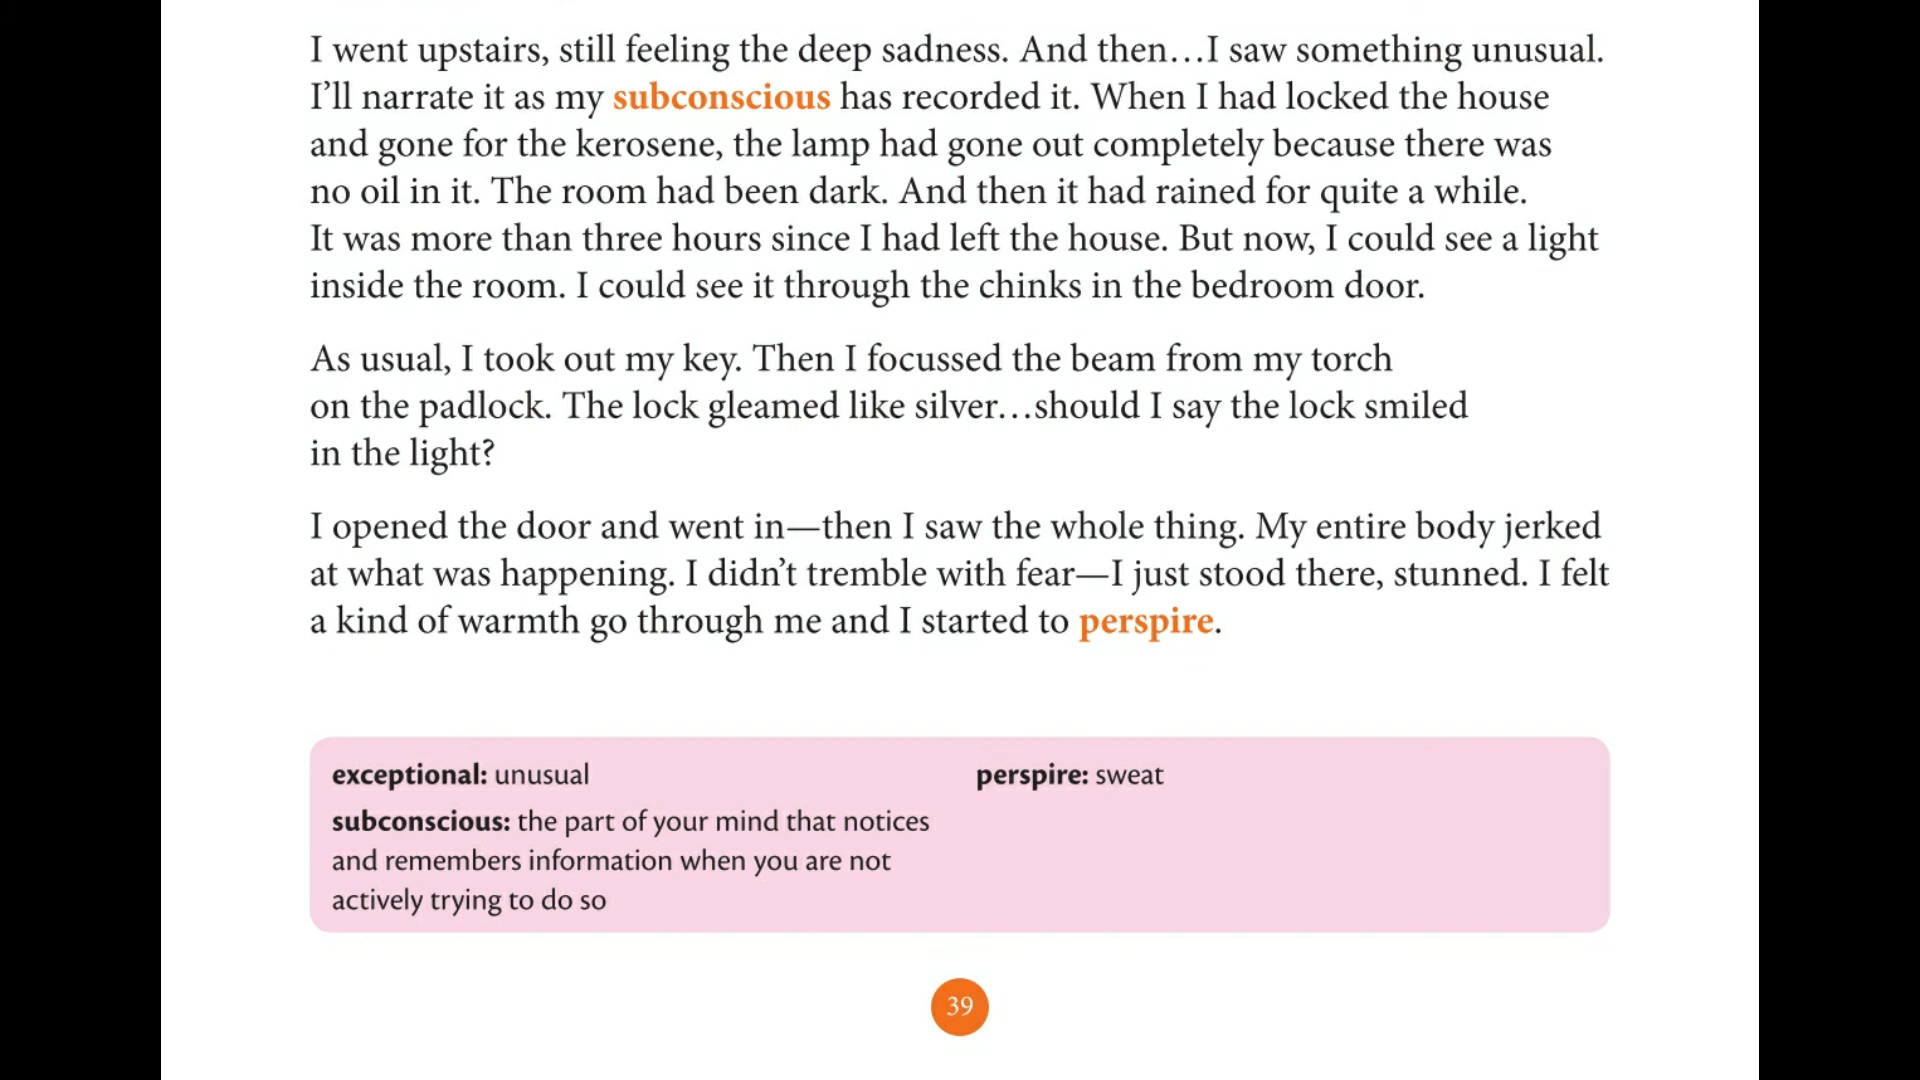 I went upstairs, still feeling the deep sadness. And then…I saw something unusual.
I’ll narrate it as my subconscious has recorded it. When I had locked the house
and gone for the kerosene, the lamp had gone out completely because there was
no oil in it. The room had been dark. And then it had rained for quite a while.
It was more than three hours since I had left the house. But now, I could see a light
inside the room. I could see it through the chinks in the bedroom door.
As usual, I took out my key. Then I focussed the beam from my torch
on the padlock. The lock gleamed like silver…should I say the lock smiled
in the light?
I opened the door and went in—then I saw the whole thing. My entire body jerked
at what was happening. I didn’t tremble with fear—I just stood there, stunned. I felt
a kind of warmth go through me and I started to perspire.
exceptional: unusual
subconscious: the part of your mind that notices
and remembers information when you are not
actively trying to do so
perspire: sweat
39